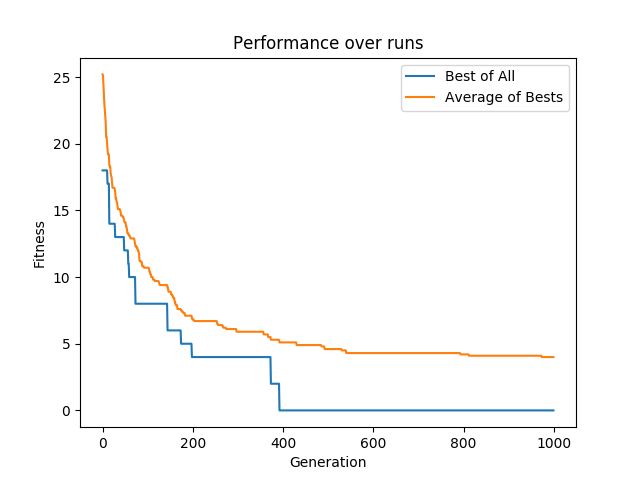 Performance over runs
Best of All
Average of Bests
Fitness
25
20
15
10
5
0
0 200 400 600 800 1000
Generation